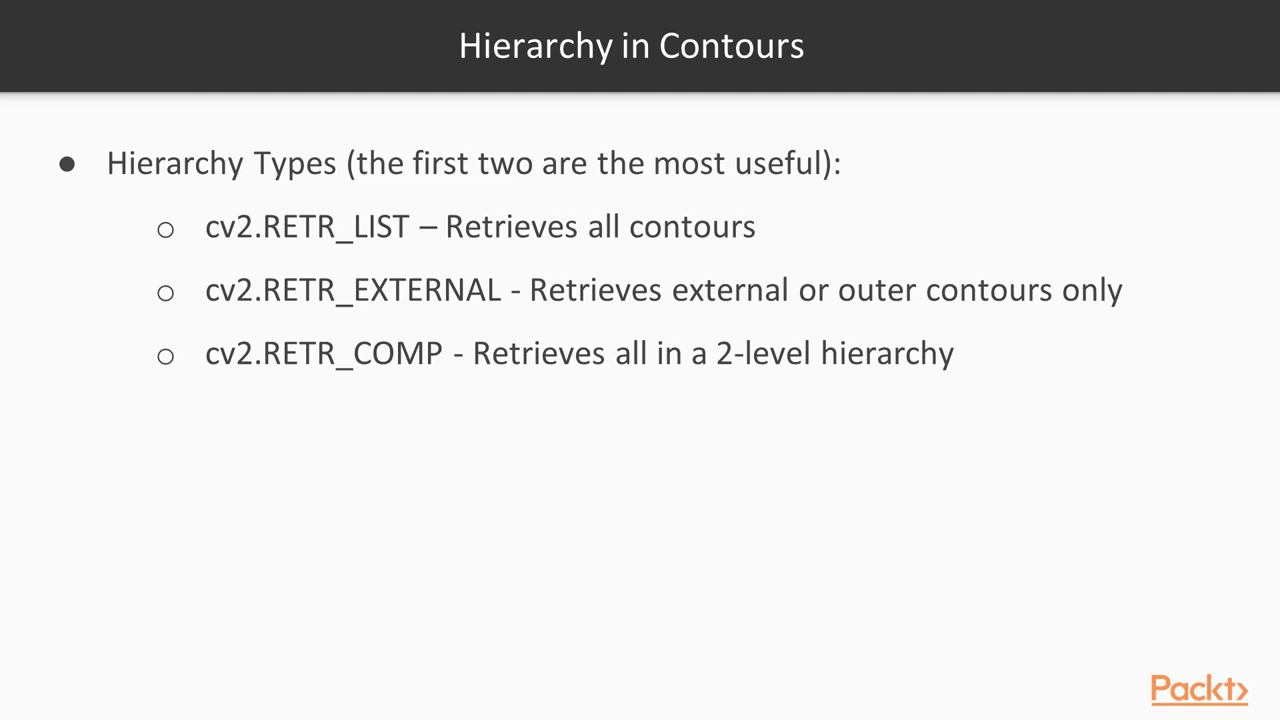 Hierarchy in Contours
● Hierarchy Types (the first two are the most useful):
○ cv2.RETR_LIST – Retrieves all contours
○ cv2.RETR_EXTERNAL - Retrieves external or outer contours only
○ cv2.RETR_COMP - Retrieves all in a 2-level hierarchy
Packt>